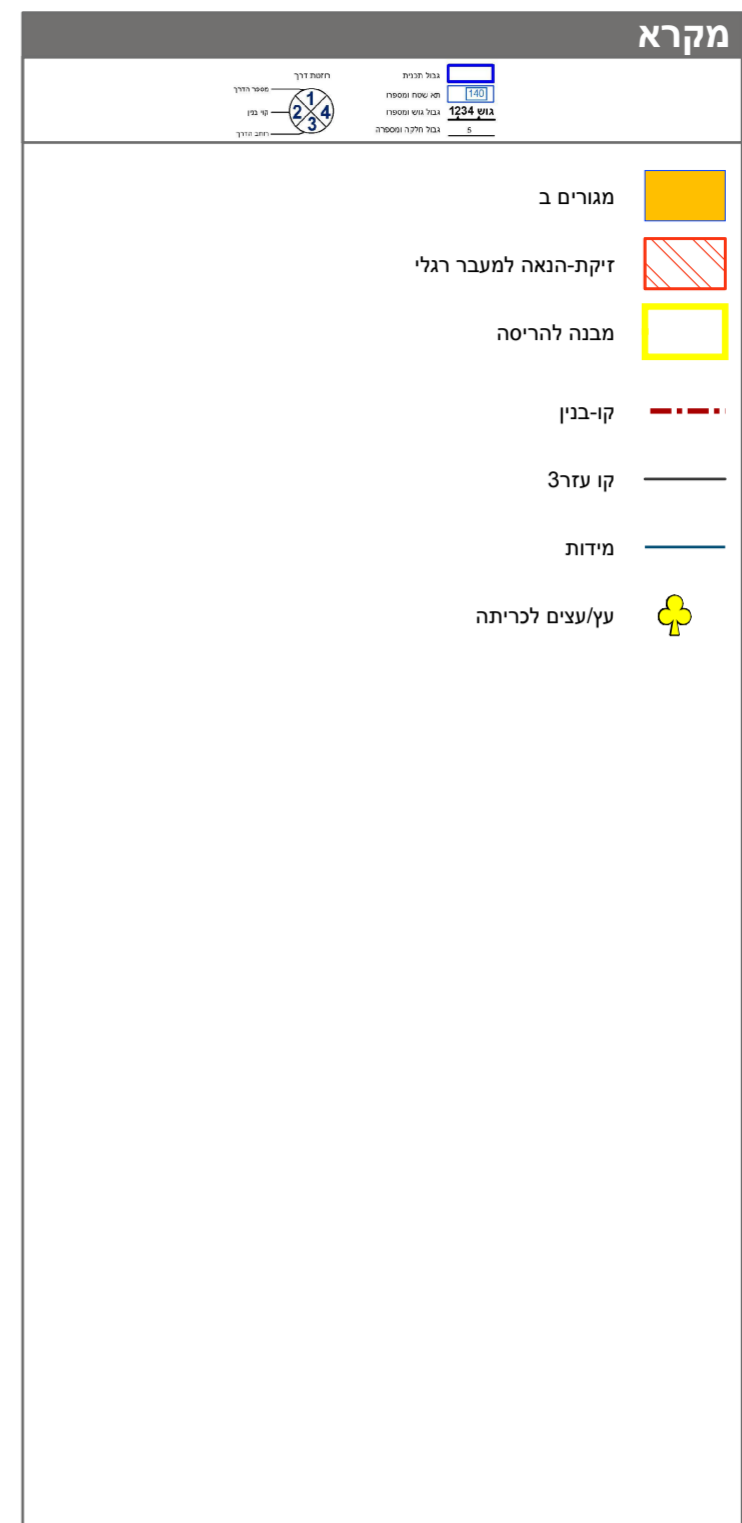 מקרא
גבול תכנית
140 תא שטח ומספרו
גוש 1234 גבול גוש ומספרו
5 גבול חלקה ומספרה
רוזטת דרך
מספר הדרך
קוי בנין
רוחב הדרך
1
2 4
3
מגורים ב
זיקת-הנאה למעבר רגלי
מבנה להריסה
קו-בנין
קו עזר3
מידות
עץ/עצים לכריתה